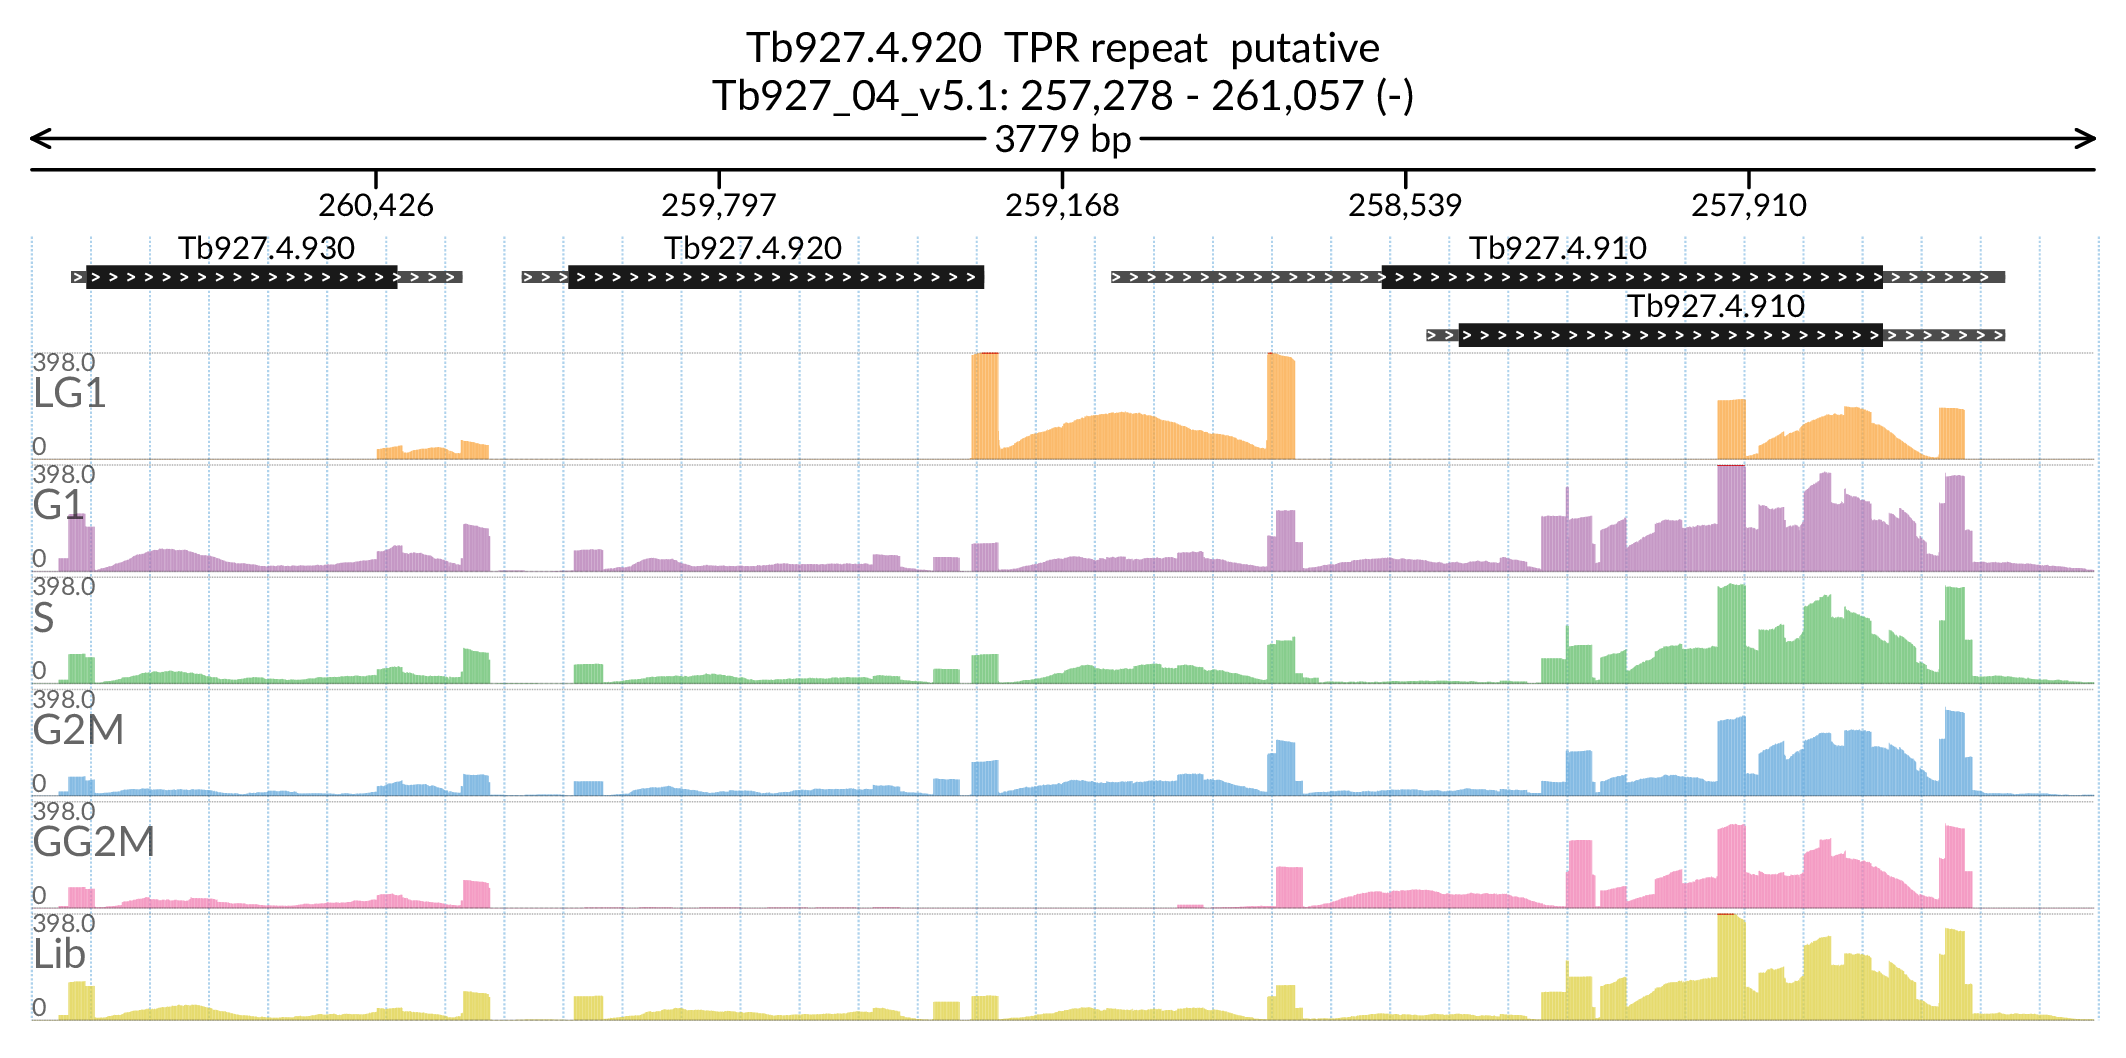 Tb927.4.920  TPR repeat  putative
Tb927_04_v5.1: 257,278 - 261,057 (-)
3779 bp
260,426 259,797 259,168 258,539 257,910
Tb927.4.930 Tb927.4.920 Tb927.4.910
Tb927.4.910
398.0
LG1
0
398.0
G1
0
398.0
S
0
398.0
G2M
0
398.0
GG2M
0
398.0
Lib
0